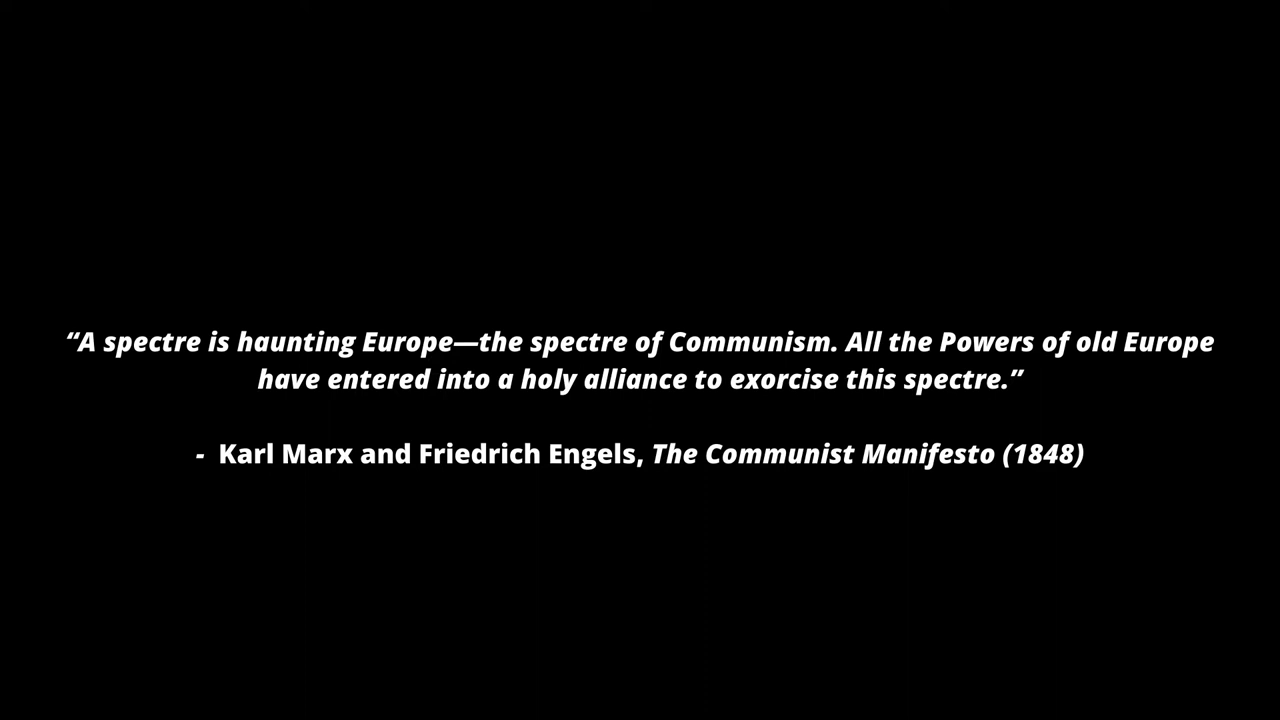 “A spectre is haunting Europe—the spectre of Communism. All the Powers of old Europe
have entered into a holy alliance to exorcise this spectre.”
- Karl Marx and Friedrich Engels, The Communist Manifesto (1848)